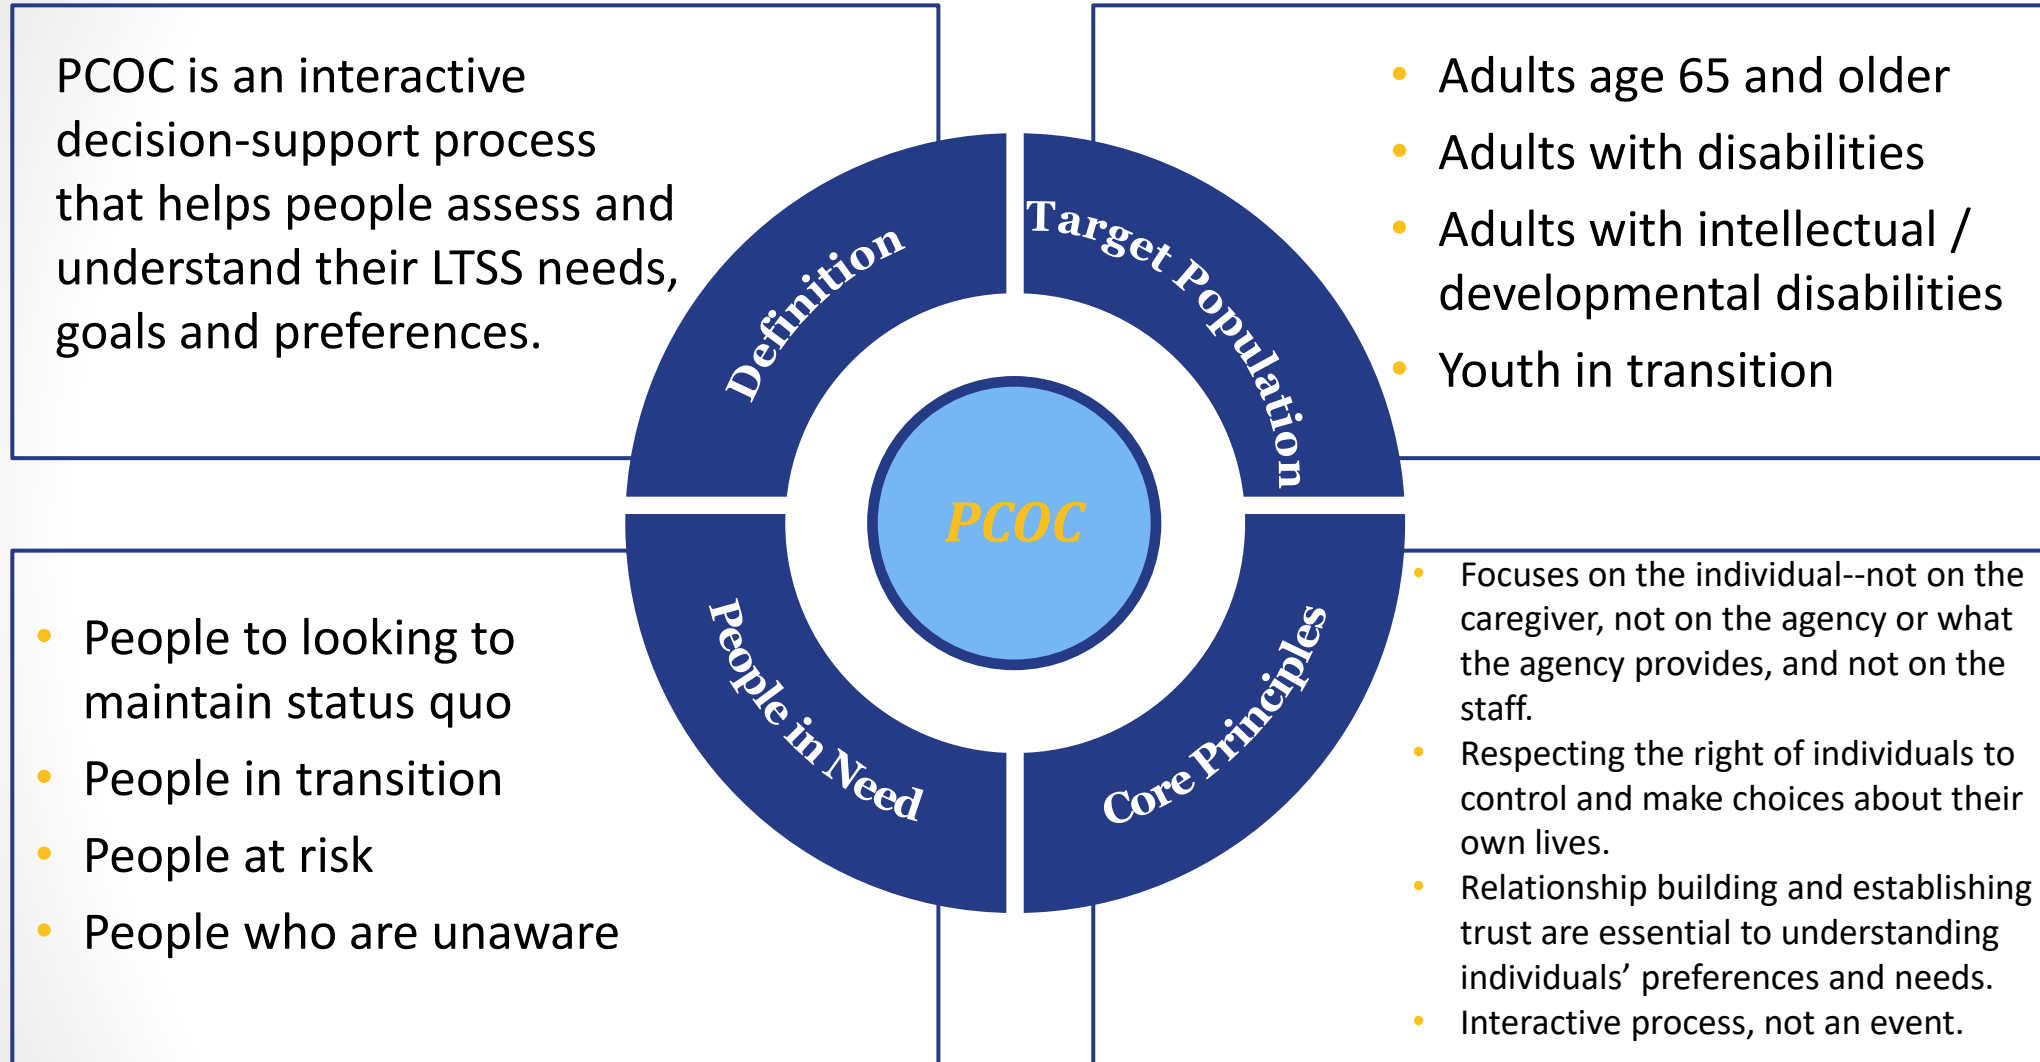 PCOC is an interactive
decision-support process
that helps people assess and
understand their LTSS needs,
goals and preferences.
• Adults age 65 and older
• Adults with disabilities
• Adults with intellectual /
developmental disabilities
• Youth in transition
Definition
Target Population
PCOC
People in Need
Core Principles
• People to looking to
maintain status quo
• People in transition
• People at risk
• People who are unaware
• Focuses on the individual--not on the
caregiver, not on the agency or what
the agency provides, and not on the
staff.
• Respecting the right of individuals to
control and make choices about their
own lives.
• Relationship building and establishing
trust are essential to understanding
individuals’ preferences and needs.
• Interactive process, not an event.